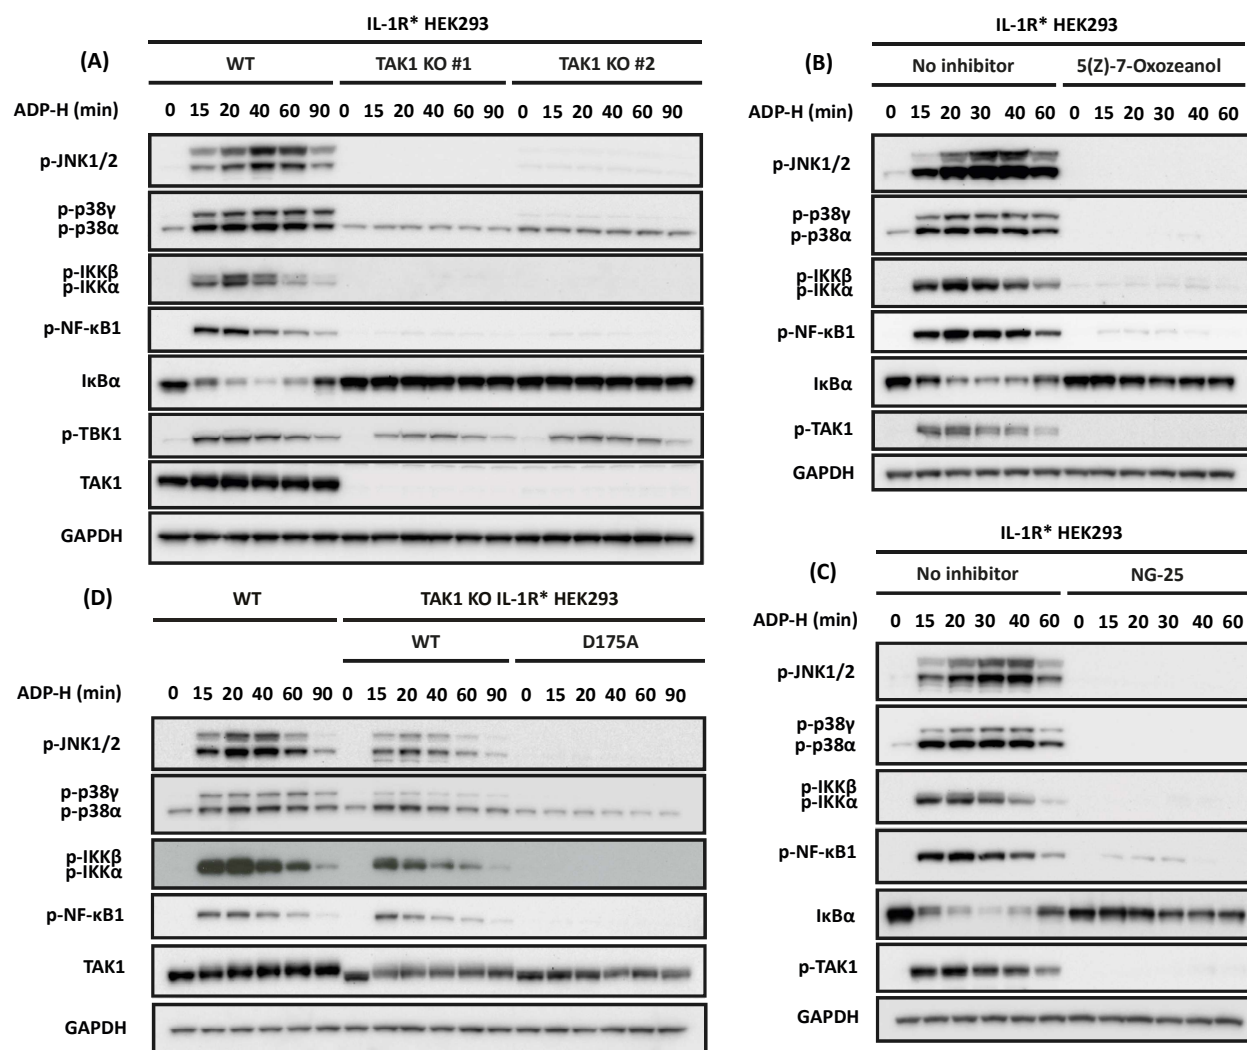 IL-1R* HEK293
(A)
WT TAK1 KO #1 TAK1 KO #2
ADP-H (min) 0 15 20 40 60 90 0 15 20 40 60 90 0 15 20 40 60 90
p-JNK1/2
p-p38γ
p-p38α
p-IKKβ
p-IKKα
p-NF-κB1
IκBα
p-TBK1
TAK1
GAPDH
IL-1R* HEK293
(B)
No inhibitor 5(Z)-7-Oxozeanol
ADP-H (min) 0 15 20 30 40 60 0 15 20 30 40 60
p-JNK1/2
p-p38γ
p-p38α
p-IKKβ
p-IKKα
p-NF-κB1
IκBα
p-TAK1
GAPDH
IL-1R* HEK293
(C)
No inhibitor NG-25
ADP-H (min) 0 15 20 30 40 60 0 15 20 30 40 60
p-JNK1/2
p-p38γ
p-p38α
p-IKKβ
p-IKKα
p-NF-κB1
IκBα
p-TAK1
GAPDH
(D)
WT TAK1 KO IL-1R* HEK293
WT D175A
ADP-H (min) 0 15 20 40 60 90 0 15 20 40 60 90 0 15 20 40 60 90
p-JNK1/2
p-p38γ
p-p38α
p-IKKβ
p-IKKα
p-NF-κB1
TAK1
GAPDH